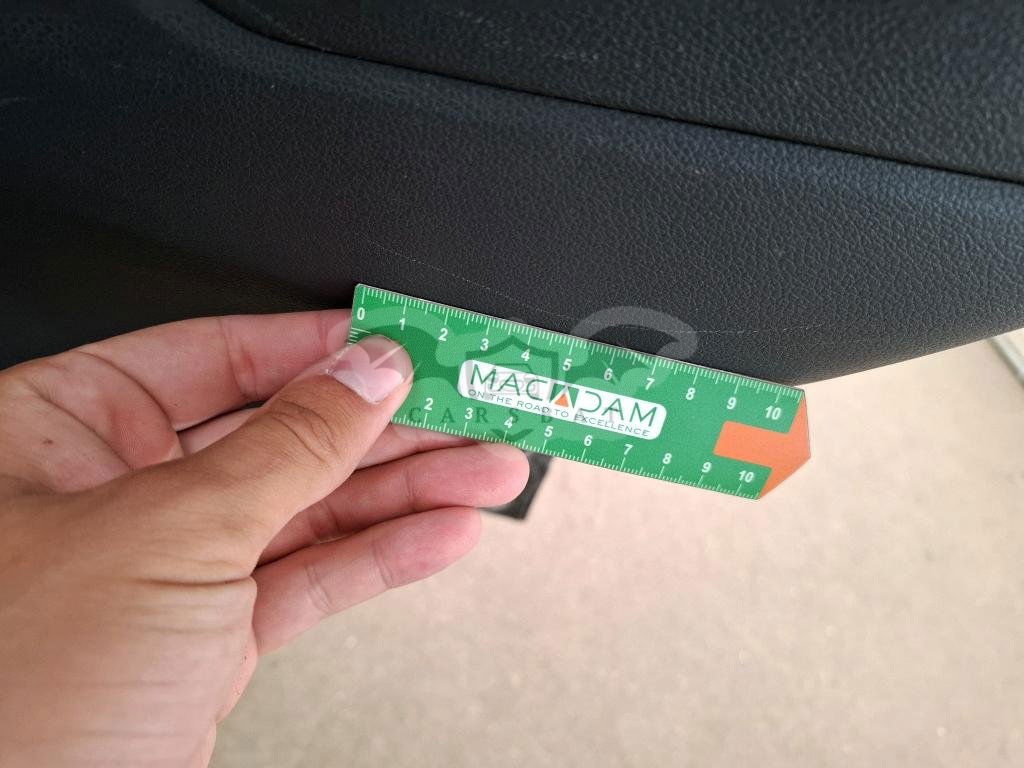 0 1 2 3 4 5 6 7 8 9 10
MACADAM
ON THE ROAD TO EXCELLENCE
CARS
2 3 4 5 6 7 8 9 10